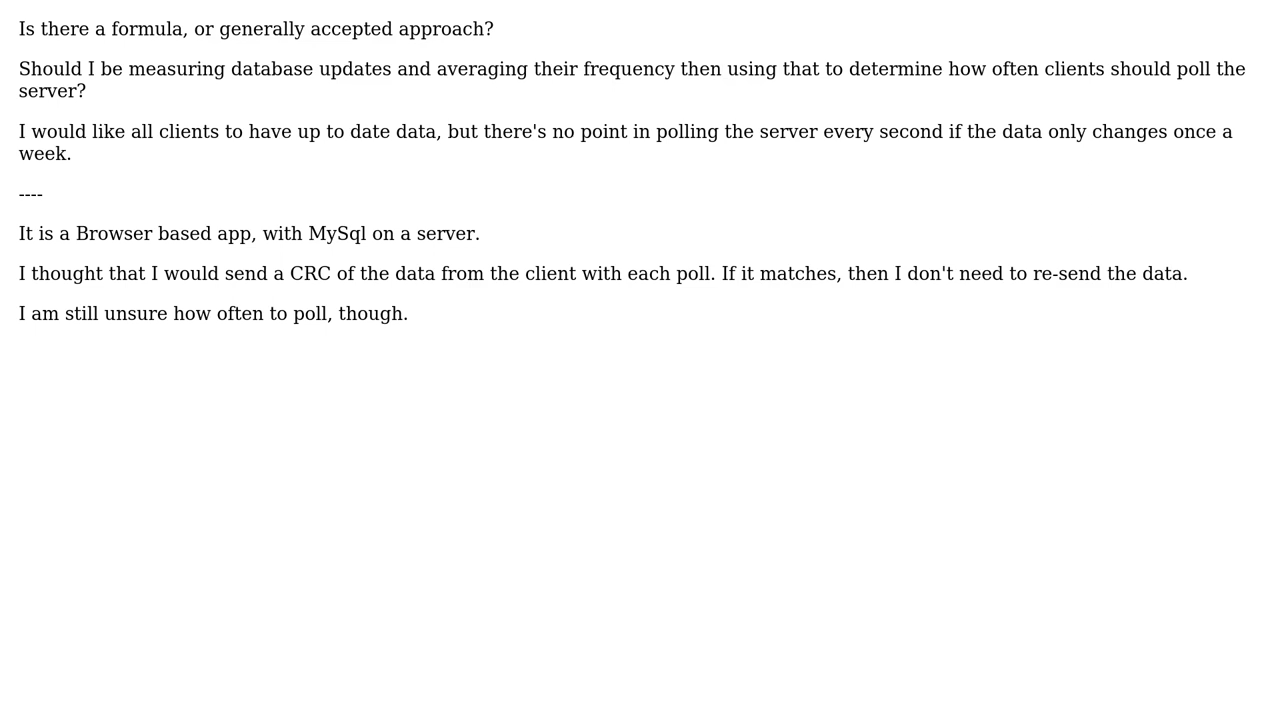 Is there a formula, or generally accepted approach?
Should I be measuring database updates and averaging their frequency then using that to determine how often clients should poll the
server?
I would like all clients to have up to date data, but there's no point in polling the server every second if the data only changes once a
week.
----
It is a Browser based app, with MySql on a server.
I thought that I would send a CRC of the data from the client with each poll. If it matches, then I don't need to re-send the data.
I am still unsure how often to poll, though.